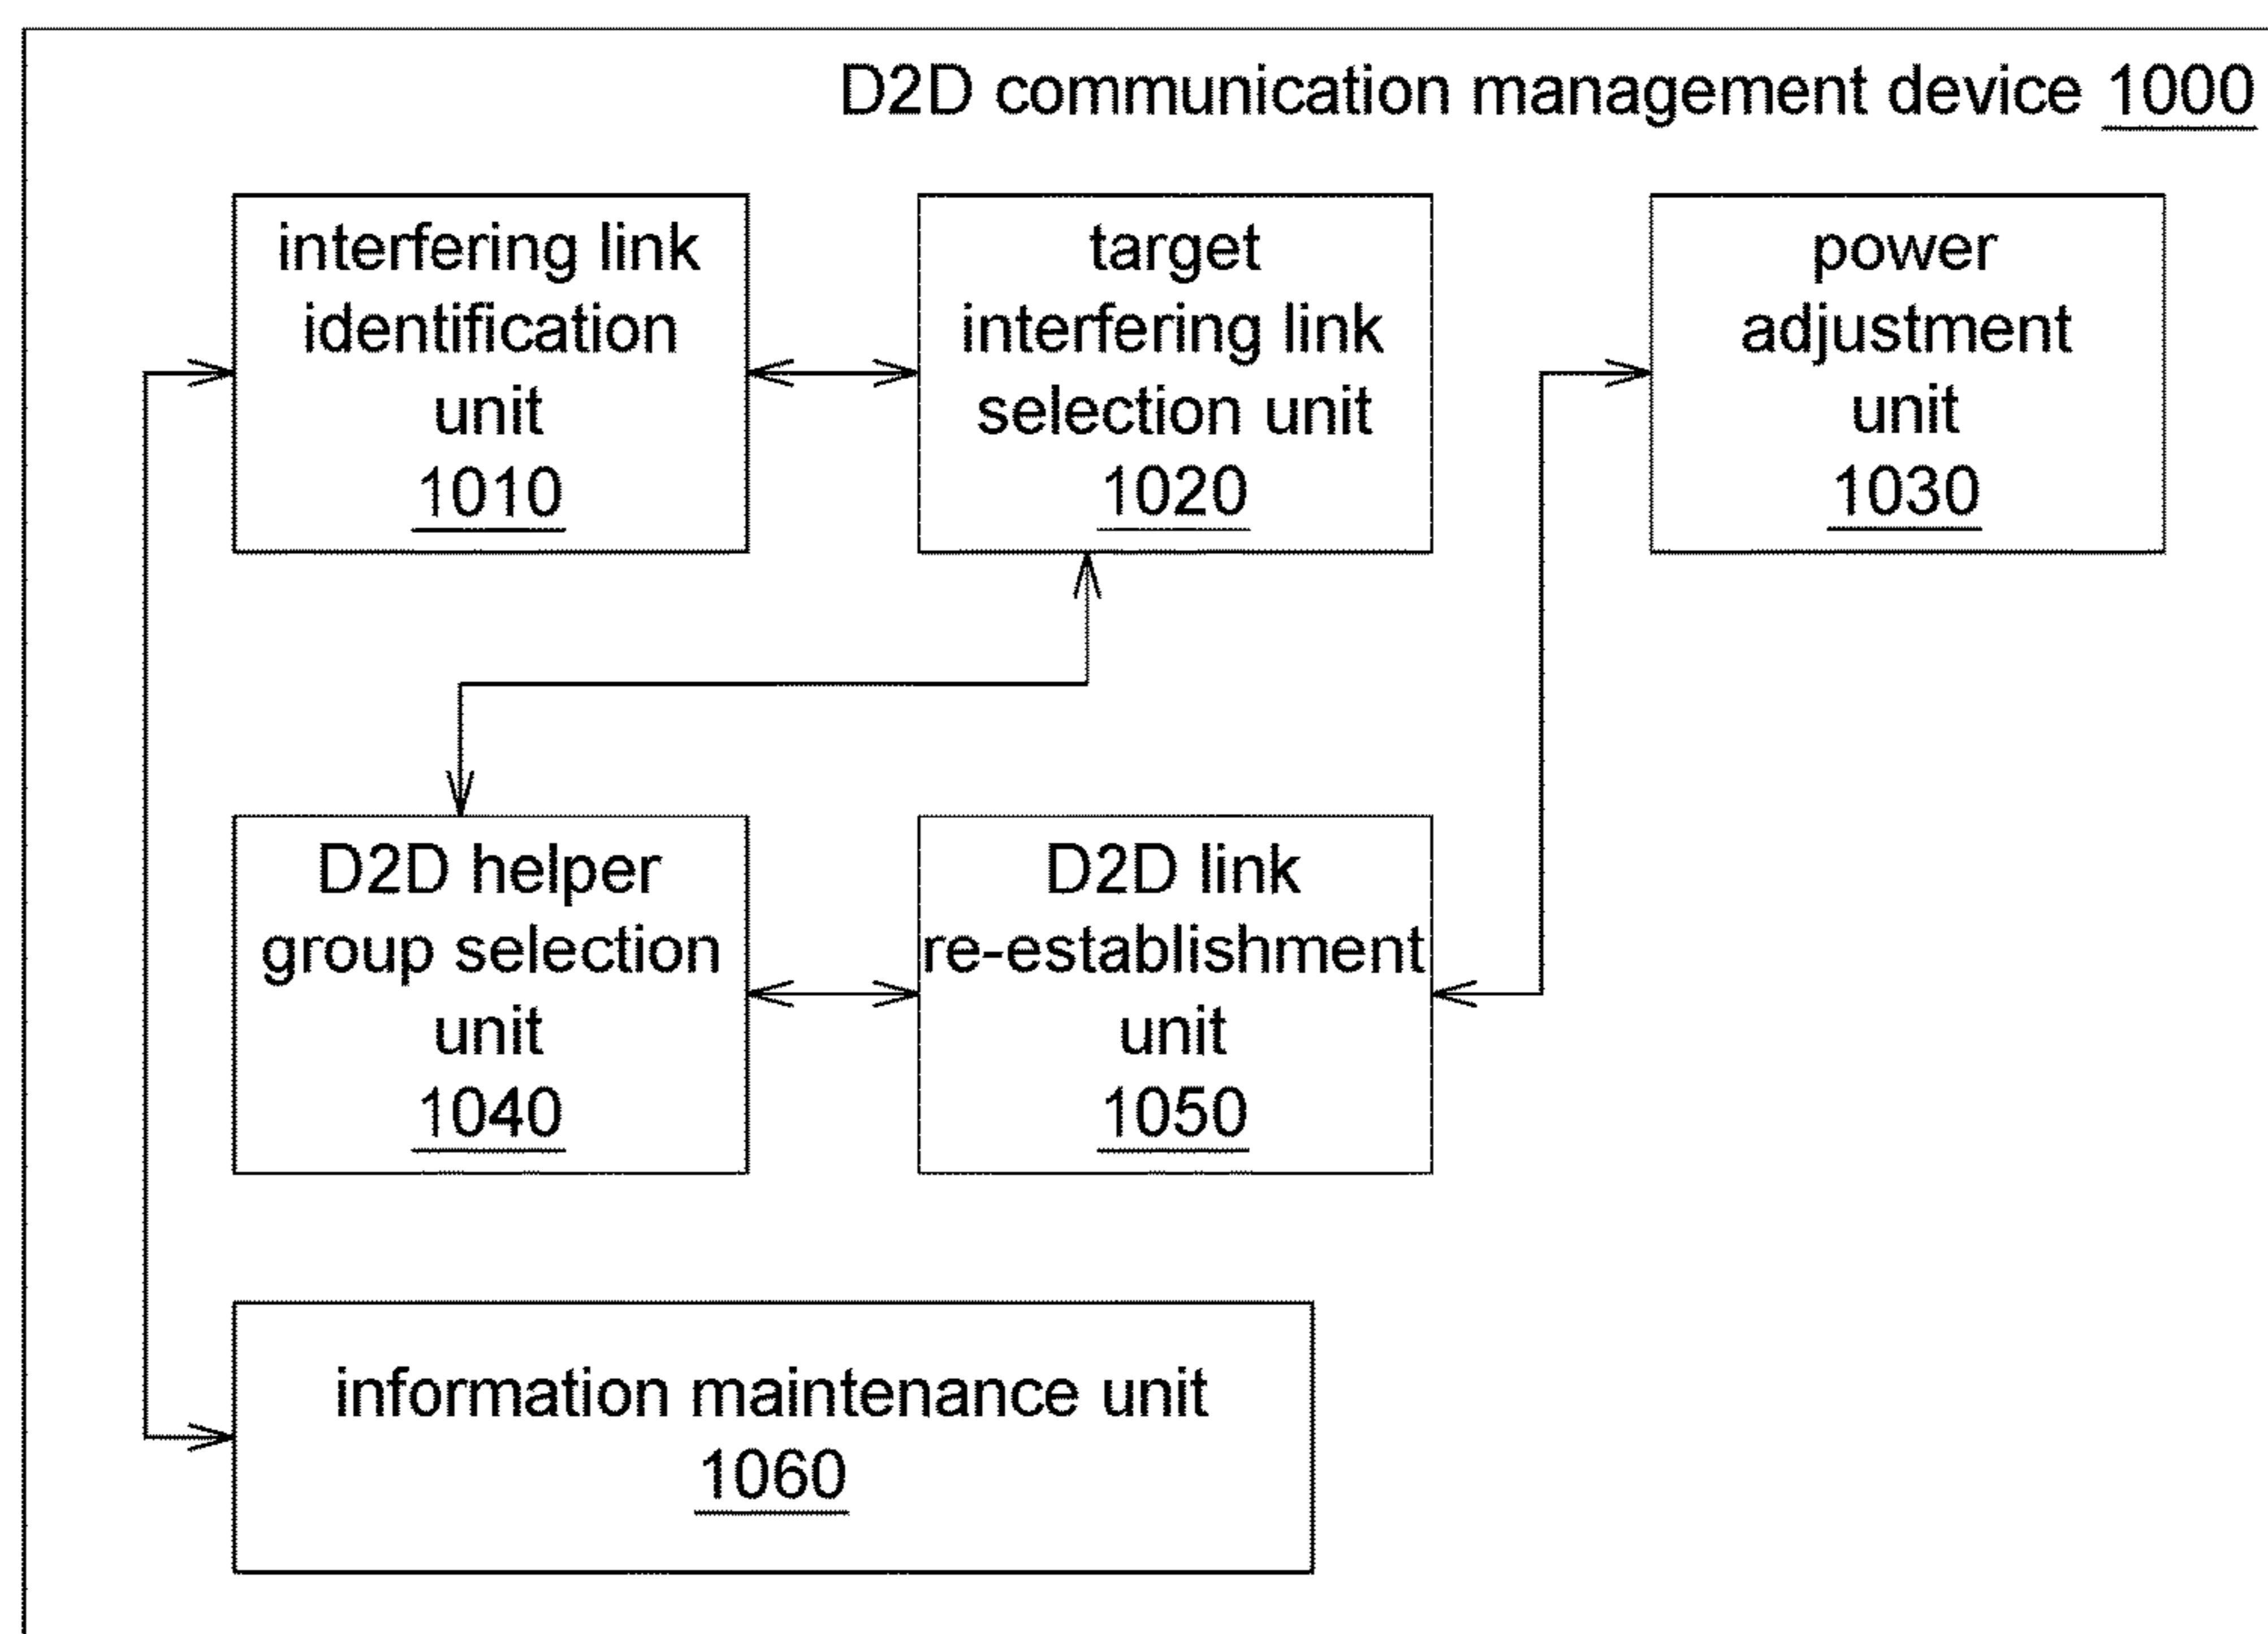 D2D communication management device 1000
interfering link
identification
unit
1010
target
interfering link
selection unit
1020
power
adjustment
unit
1030
D2D helper
group selection
unit
1040
D2D link
re-establishment
unit
1050
information maintenance unit
1060